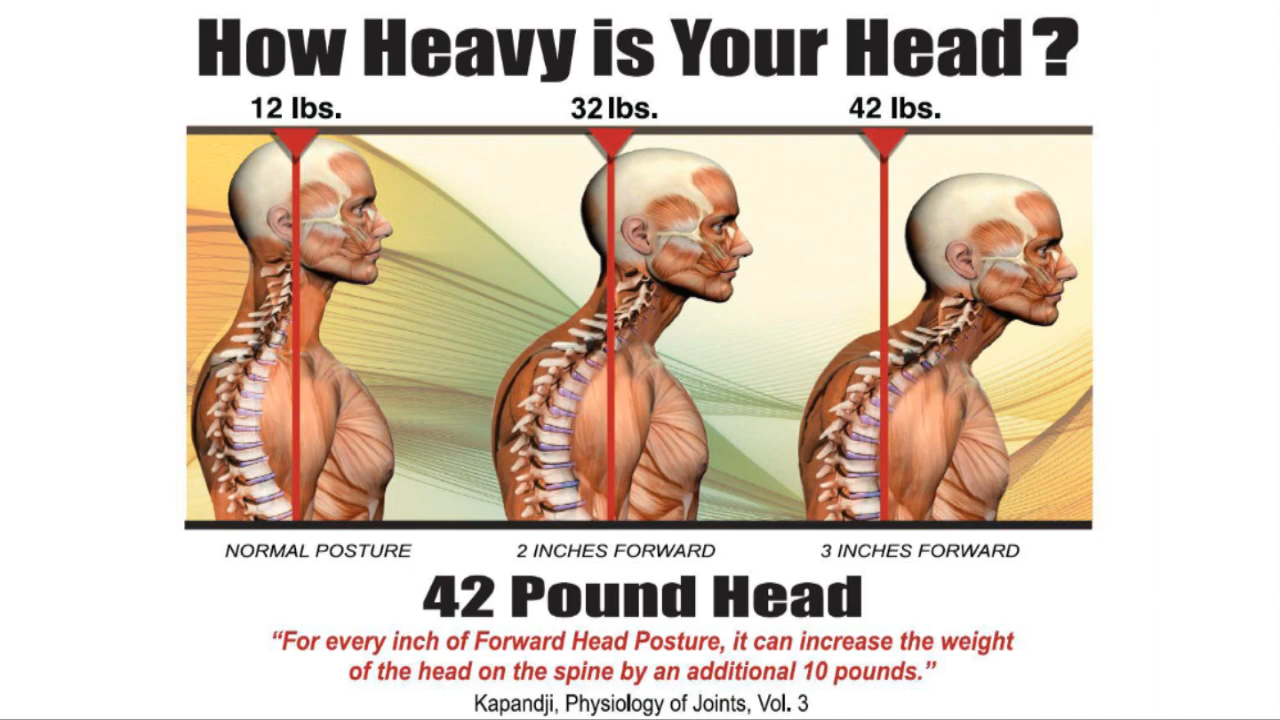 How Heavy is Your Head?
12 lbs. 32 lbs. 42 lbs.
NORMAL POSTURE 2 INCHES FORWARD 3 INCHES FORWARD
42 Pound Head
“For every inch of Forward Head Posture, it can increase the weight
of the head on the spine by an additional 10 pounds.”
Kapandji, Physiology of Joints, Vol. 3